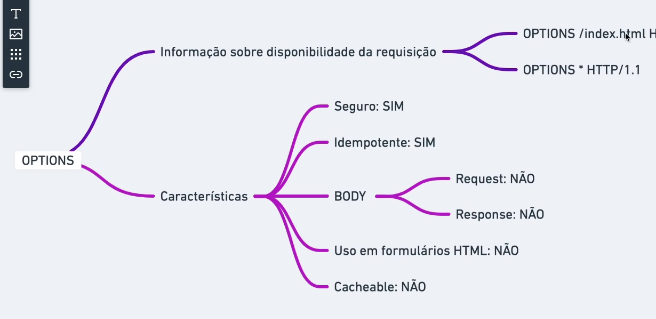 OPTIONS
Informação sobre disponibilidade da requisição
OPTIONS /index.html H
OPTIONS * HTTP/1.1
Características
Seguro: SIM
Idempotente: SIM
BODY
Request: NÃO
Response: NÃO
Uso em formulários HTML: NÃO
Cacheable: NÃO